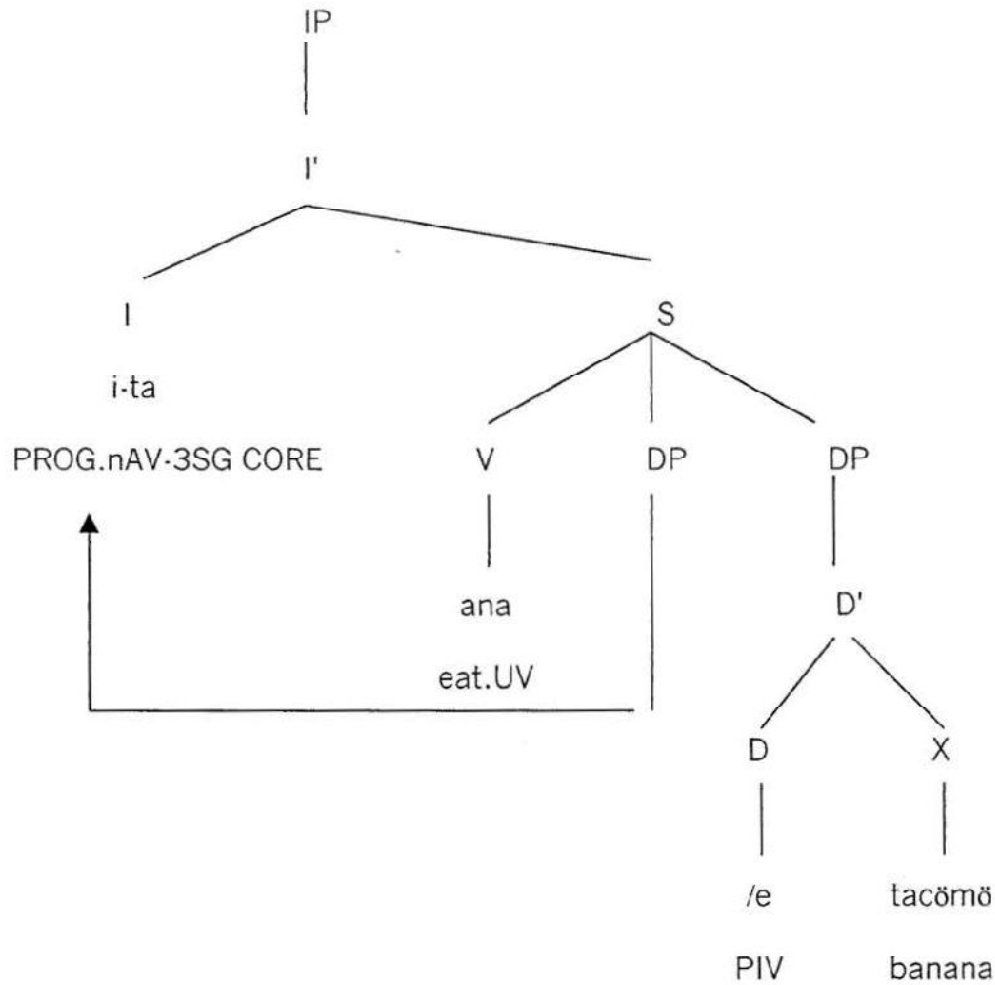 IP
I'
I S
i-ta
PROG.nAV-3SG CORE V DP DP
ana D'
eat.UV
D X
/e tacömö
PIV banana